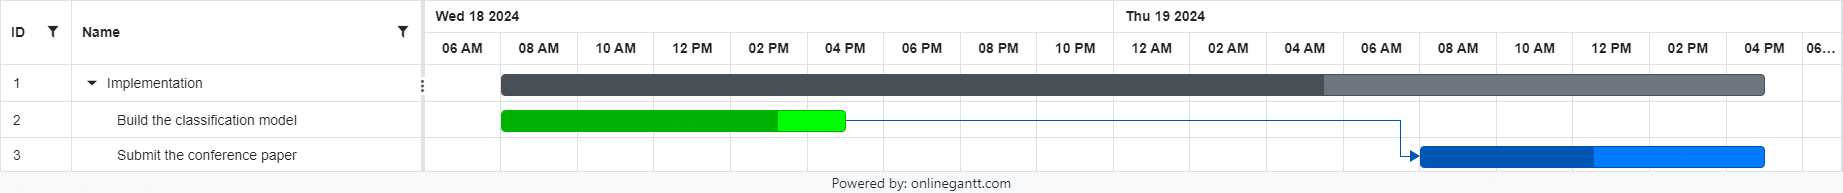 ID Name Wed 18 2024 Thu 19 2024
06 AM 08 AM 10 AM 12 PM 02 PM 04 PM 06 PM 08 PM 10 PM 12 AM 02 AM 04 AM 06 AM 08 AM 10 AM 12 PM 02 PM 04 PM 06...
1 Implementation
2 Build the classification model
3 Submit the conference paper
Powered by: onlinegantt.com